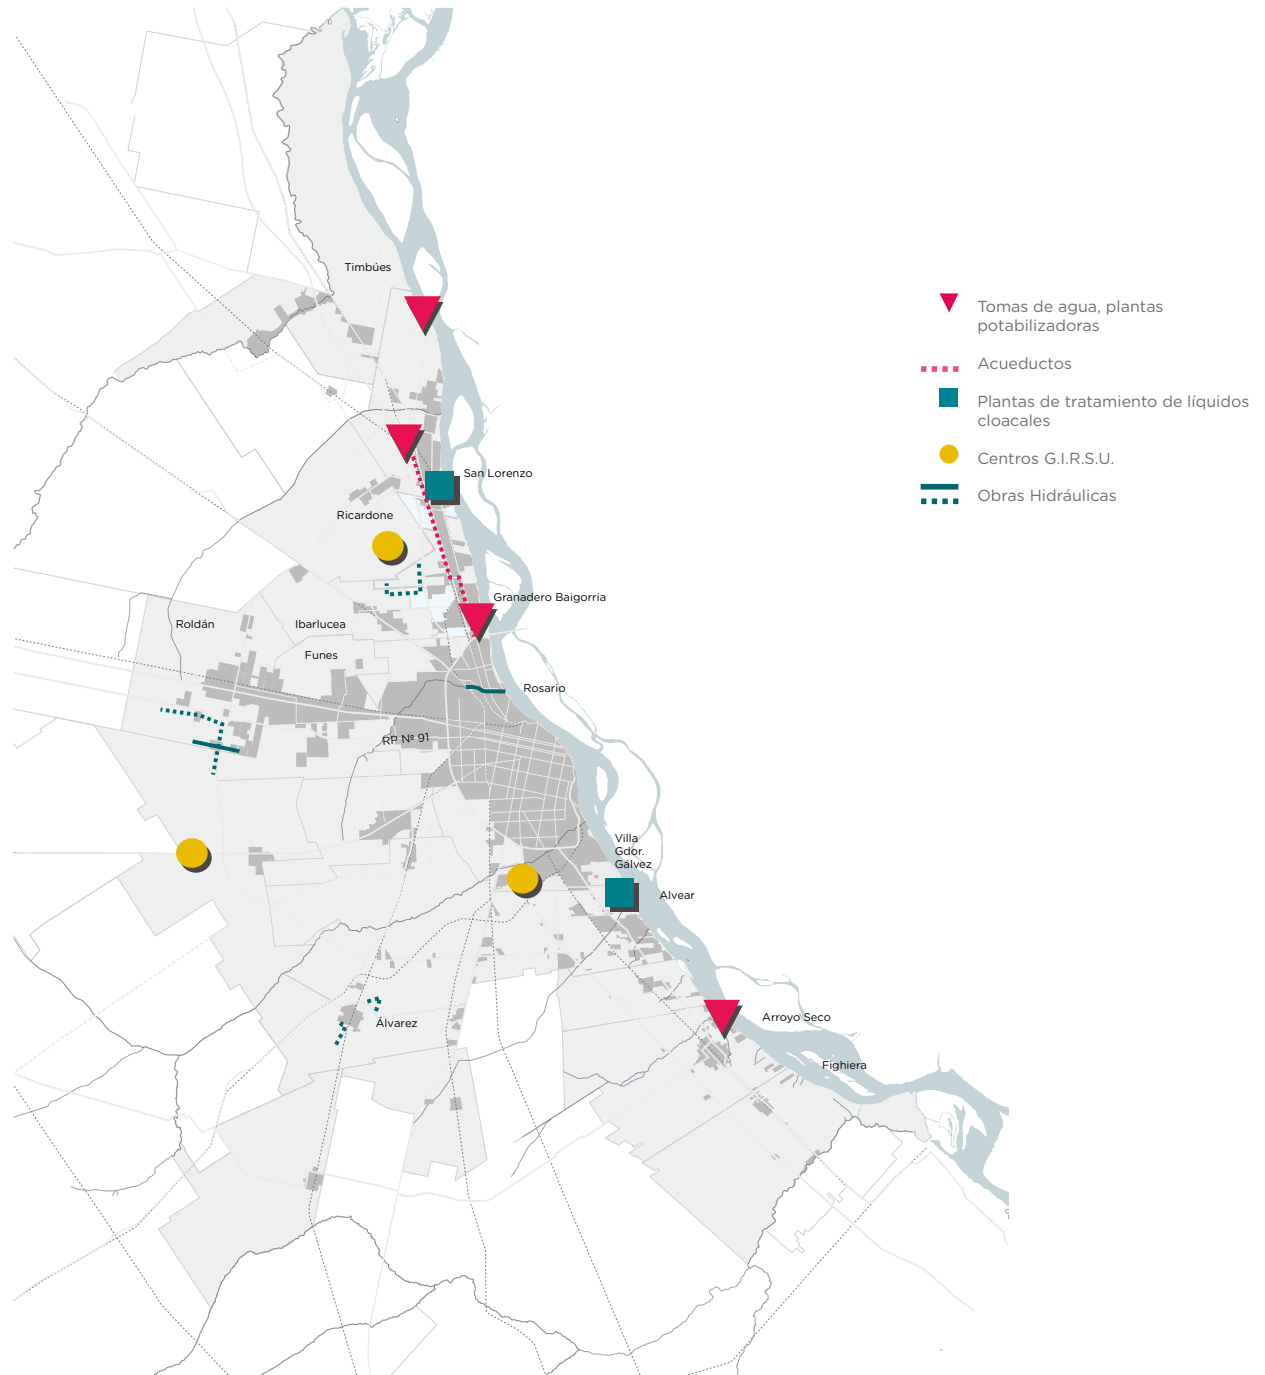 Timbúes
Tomas de agua, plantas
potabilizadoras
Acueductos
Plantas de tratamiento de líquidos
cloacales
Centros G.I.R.S.U.
Obras Hidráulicas
San Lorenzo
Ricardone
Granadero Baigorria
Roldán
Ibarlucea
Funes
Rosario
RP Nº 91
Villa
Gdor.
Gálvez
Alvear
Arroyo Seco
Álvarez
Fighiera